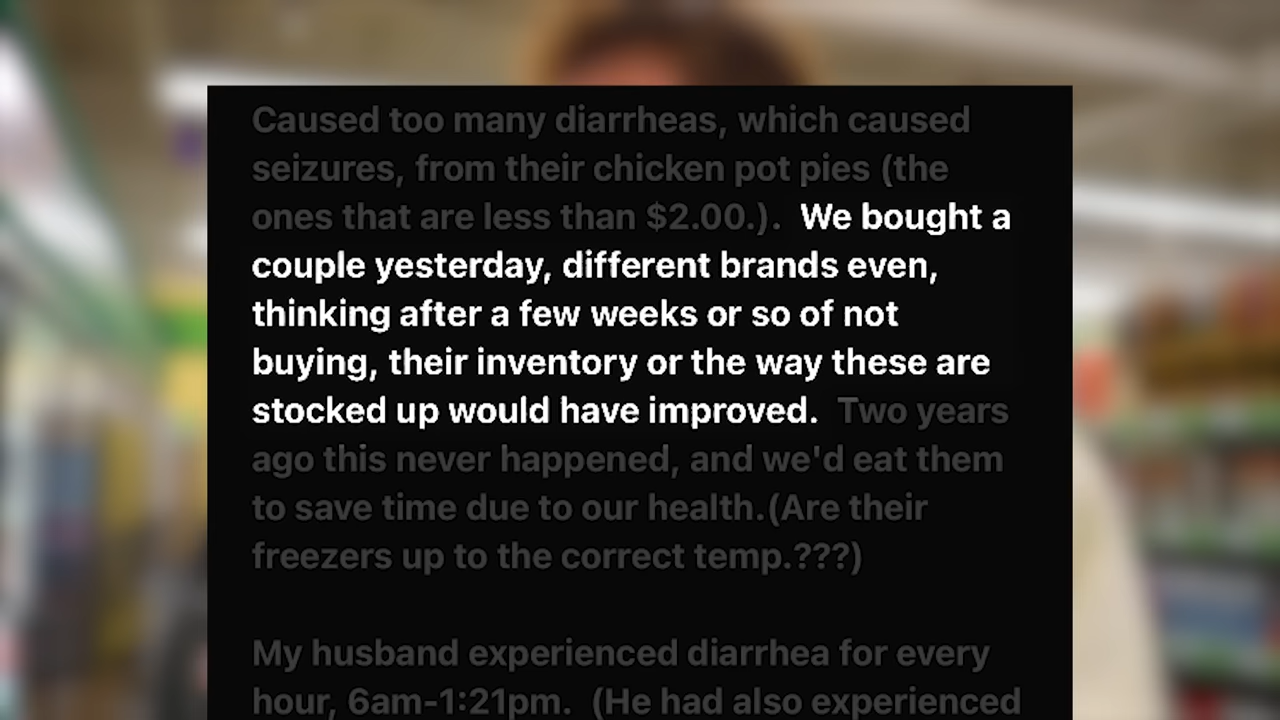 Caused too many diarrheas, which caused
seizures, from their chicken pot pies (the
ones that are less than $2.00.).  We bought a
couple yesterday, different brands even,
thinking after a few weeks or so of not
buying, their inventory or the way these are
stocked up would have improved.  Two years
ago this never happened, and we'd eat them
to save time due to our health.(Are their
freezers up to the correct temp.???)
My husband experienced diarrhea for every
hour, 6am-1:21pm.  (He had also experienced